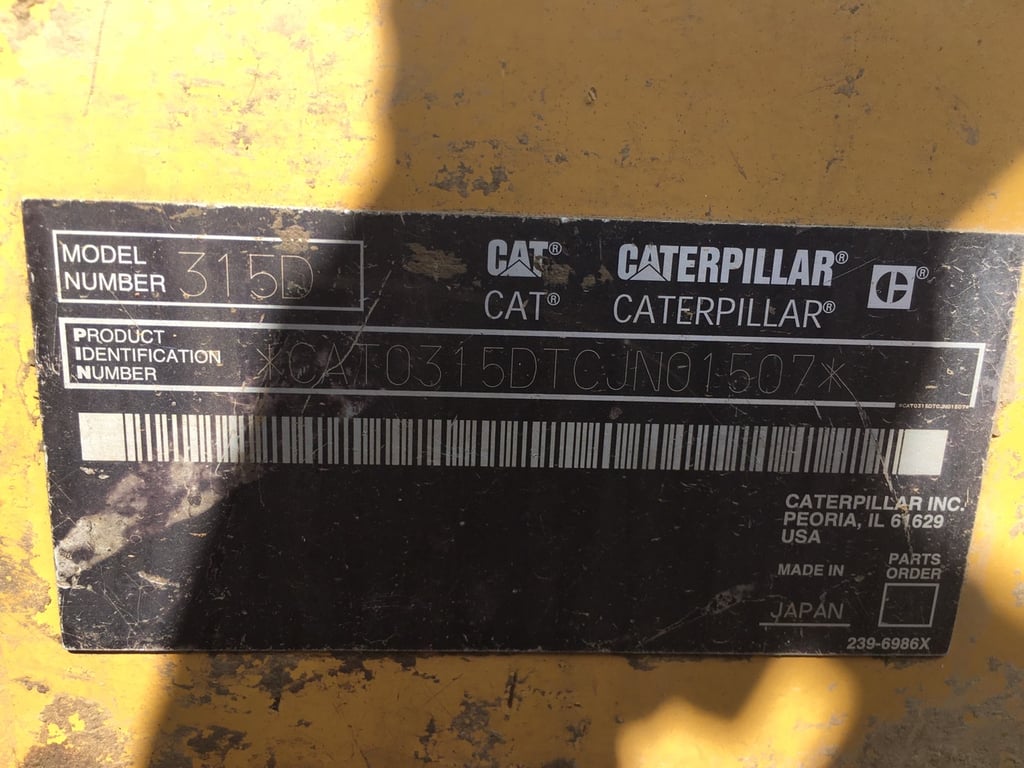 MODEL
NUMBER 315D
CAT® CATERPILLAR® C®
CAT® CATERPILLAR®
PRODUCT
IDENTIFICATION
NUMBER
*CAT0315DTCJN01507*
*CAT0315DTCJN01507*
CATERPILLAR INC.
PEORIA, IL 61629
USA
MADE IN
JAPAN
PARTS
ORDER
239-6986X